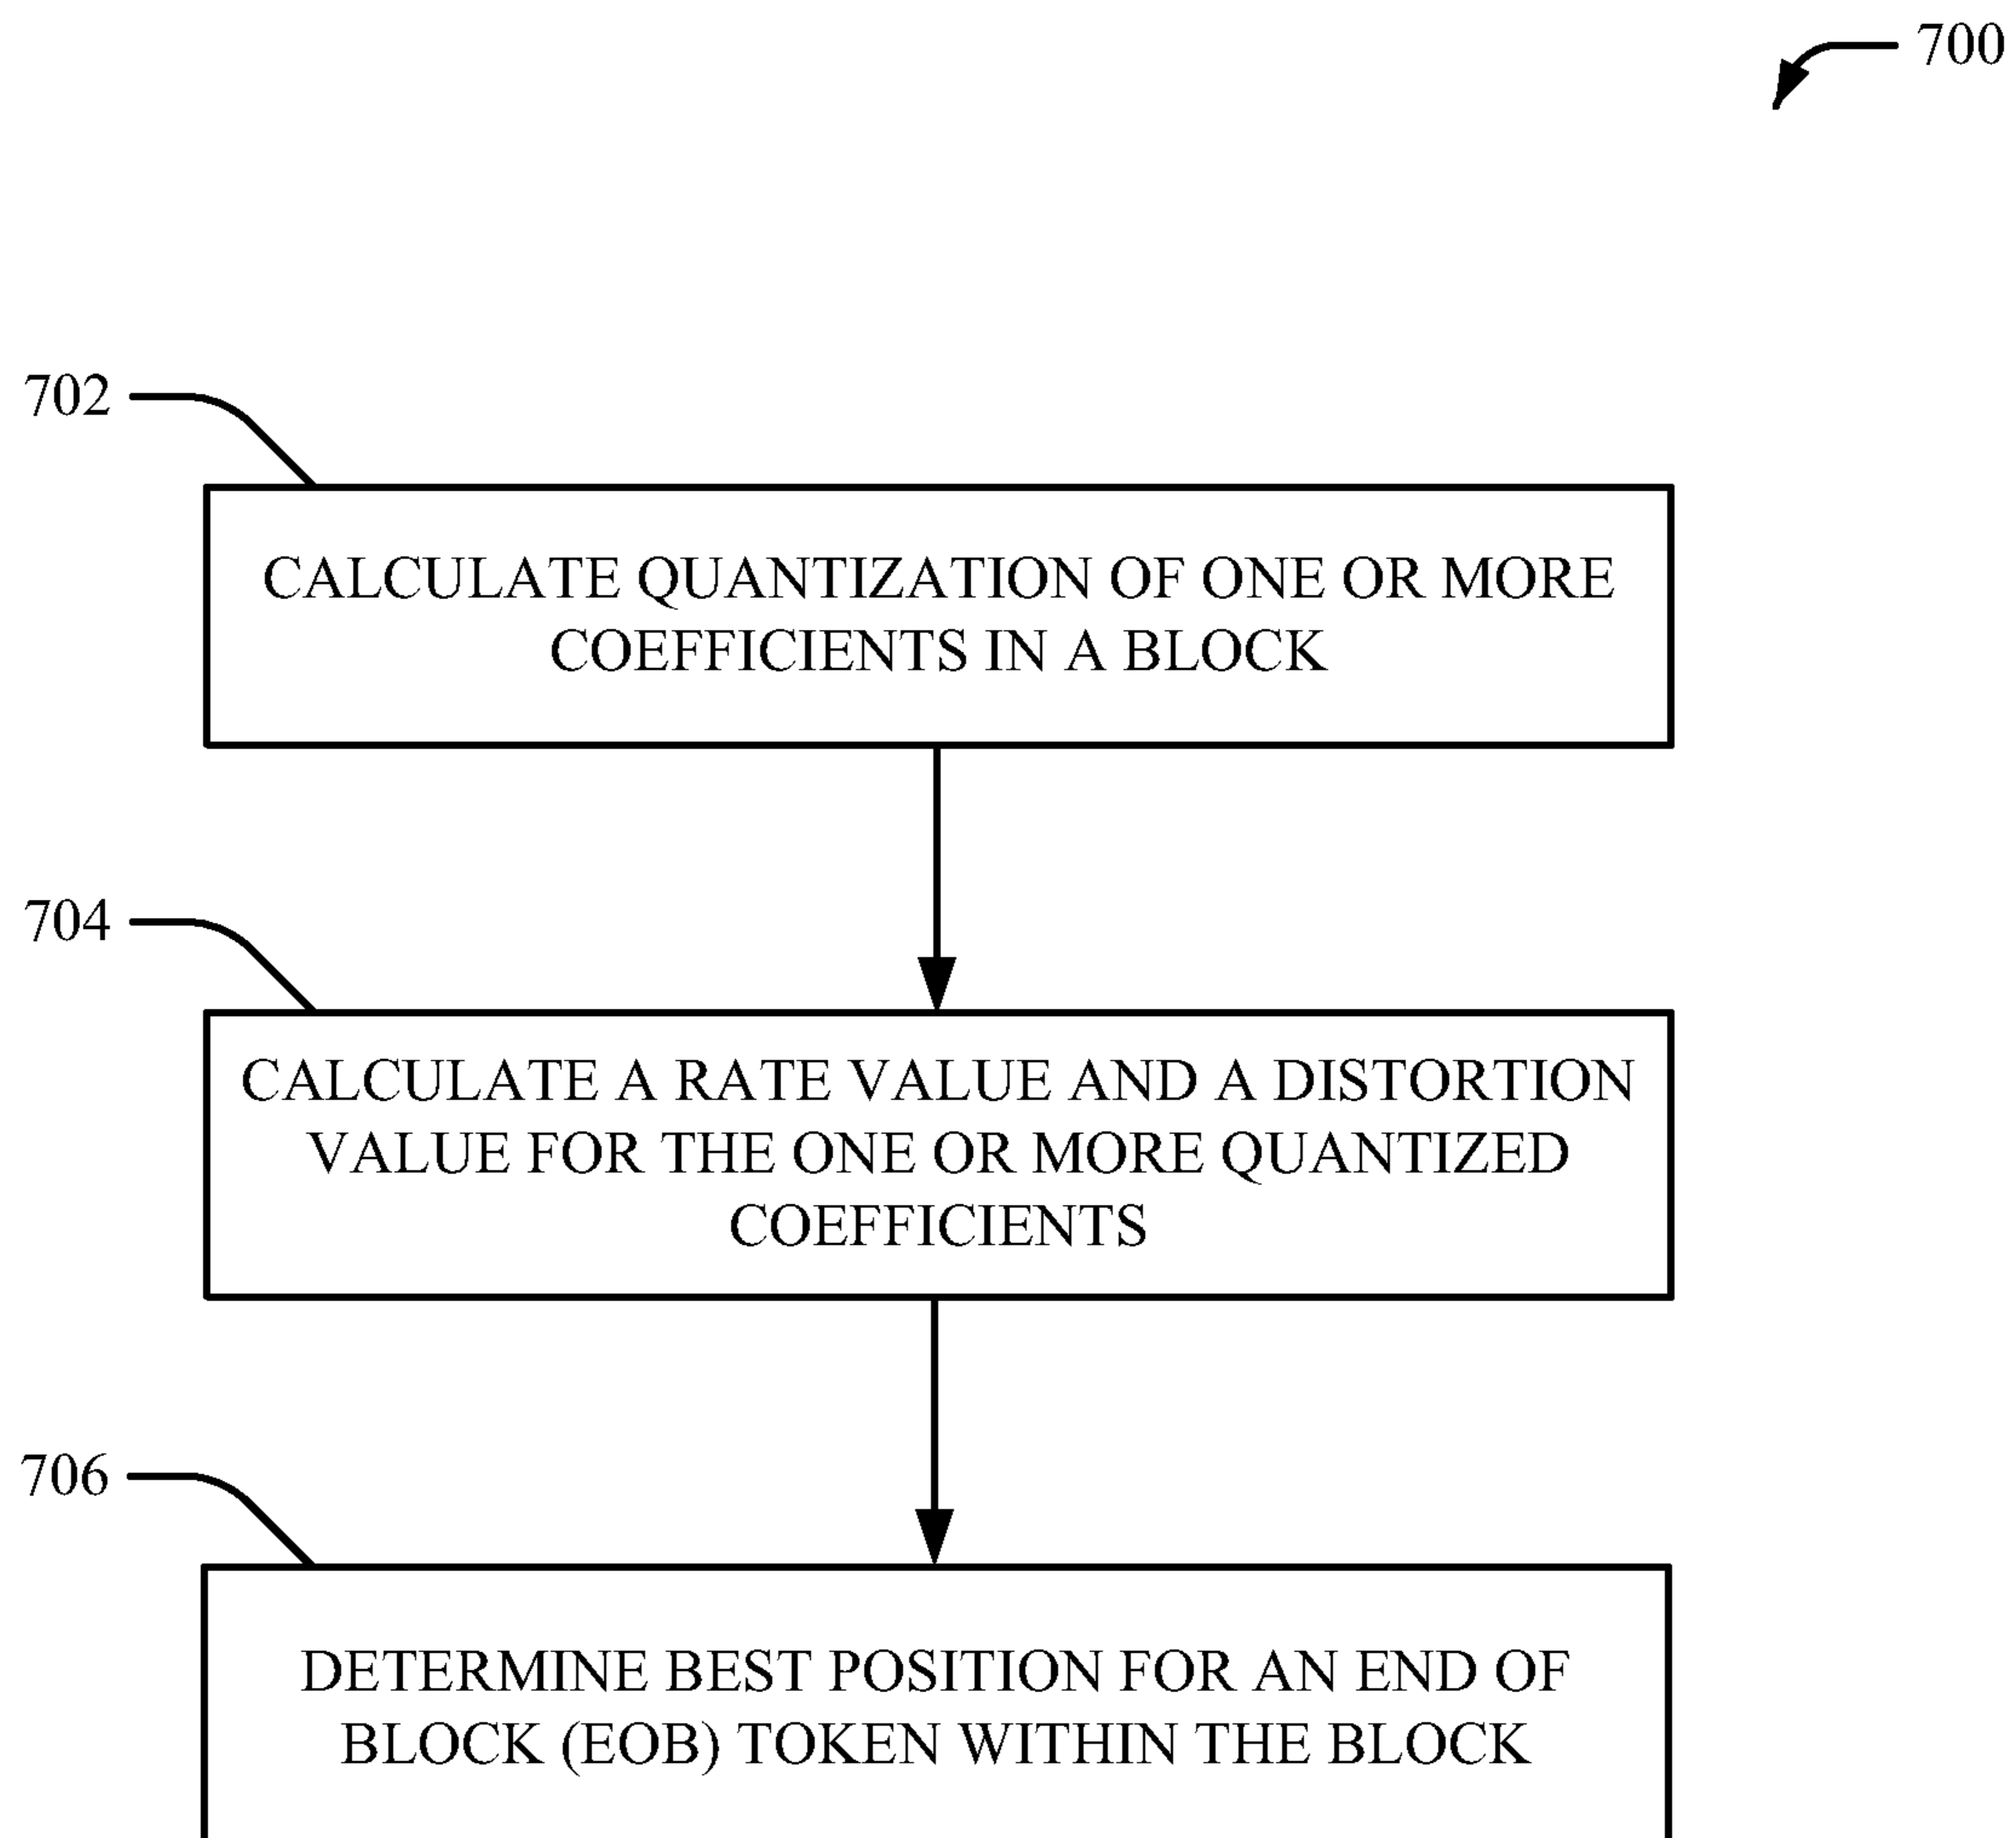 700
702
CALCULATE QUANTIZATION OF ONE OR MORE
COEFFICIENTS IN A BLOCK
704
CALCULATE A RATE VALUE AND A DISTORTION
VALUE FOR THE ONE OR MORE QUANTIZED
COEFFICIENTS
706
DETERMINE BEST POSITION FOR AN END OF
BLOCK (EOB) TOKEN WITHIN THE BLOCK